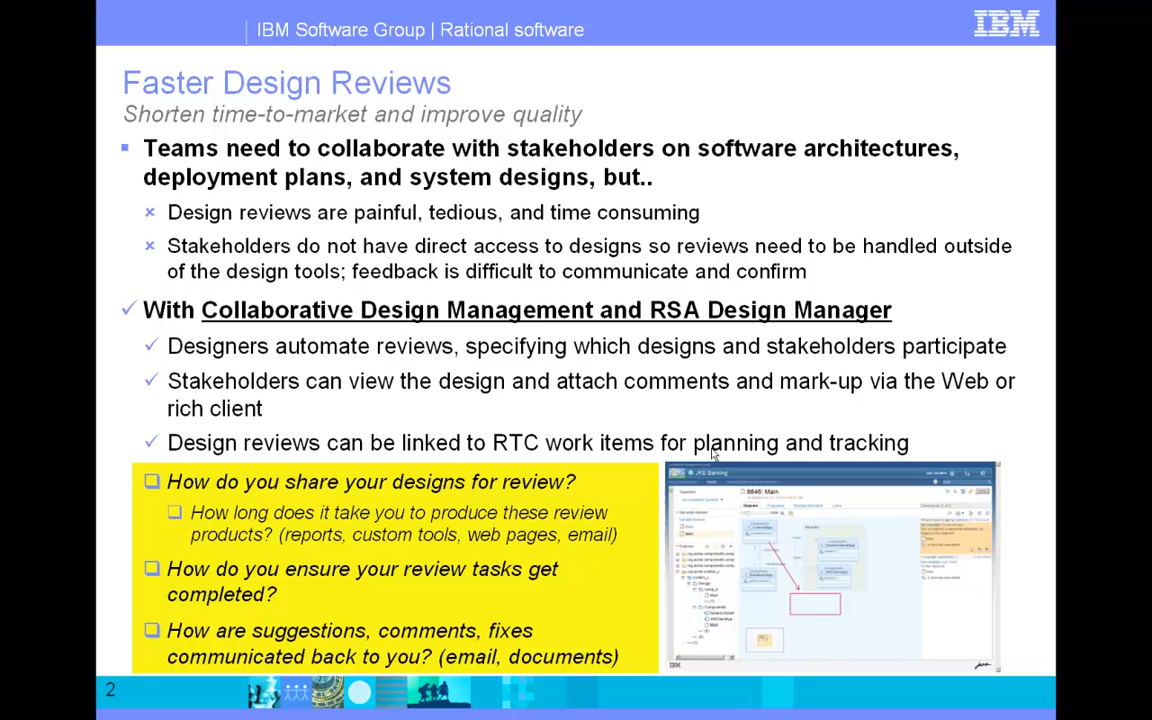 IBM Software Group | Rational software
IBM
Faster Design Reviews
Shorten time-to-market and improve quality
Teams need to collaborate with stakeholders on software architectures,
deployment plans, and system designs, but..
Design reviews are painful, tedious, and time consuming
Stakeholders do not have direct access to designs so reviews need to be handled outside
of the design tools; feedback is difficult to communicate and confirm
With Collaborative Design Management and RSA Design Manager
Designers automate reviews, specifying which designs and stakeholders participate
Stakeholders can view the design and attach comments and mark-up via the Web or
rich client
Design reviews can be linked to RTC work items for planning and tracking
How do you share your designs for review?
How long does it take you to produce these review
products? (reports, custom tools, web pages, email)
How do you ensure your review tasks get
completed?
How are suggestions, comments, fixes
communicated back to you? (email, documents)
JKE Banking
Main
IBM
2